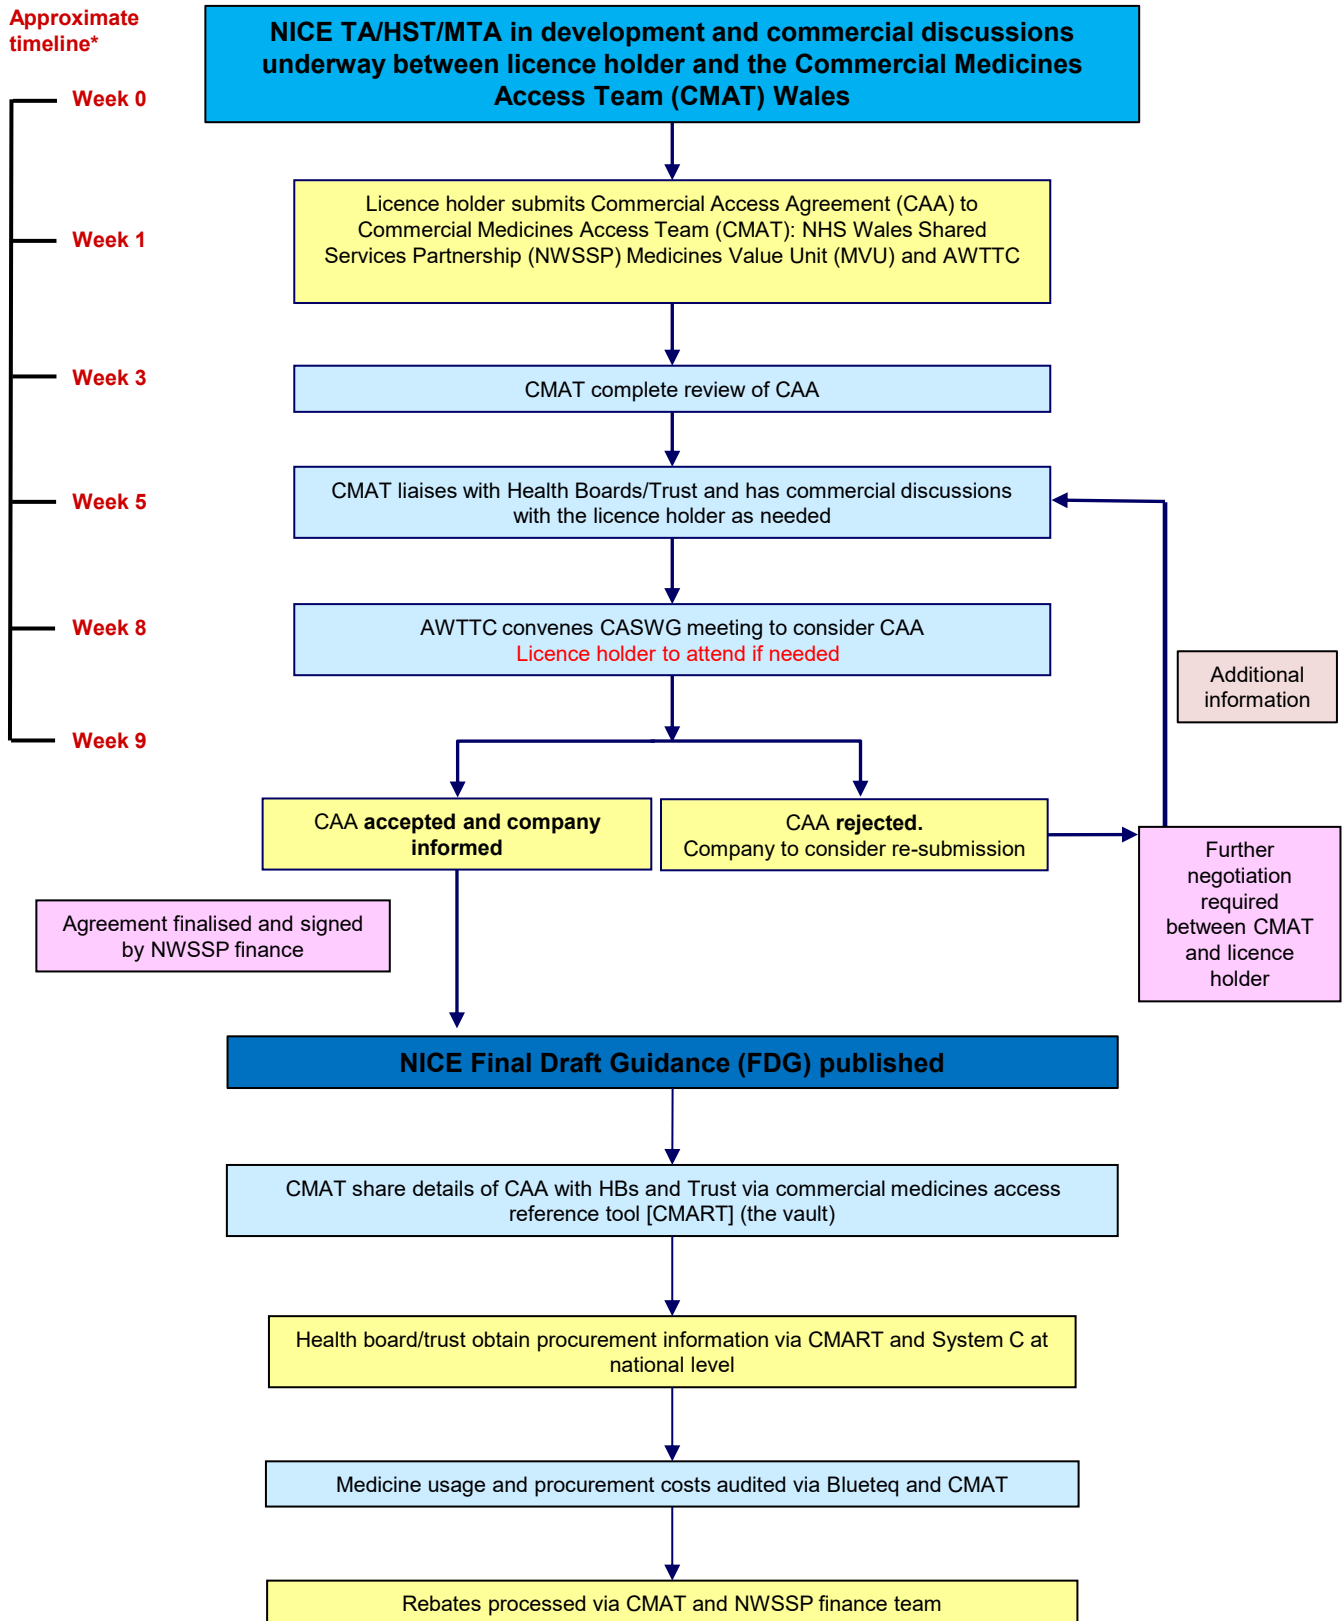 Approximate
timeline*
NICE TA/HST/MTA in development and commercial discussions
underway between licence holder and the Commercial Medicines
Access Team (CMAT) Wales
Week 0
Licence holder submits Commercial Access Agreement (CAA) to
Commercial Medicines Access Team (CMAT): NHS Wales Shared
Services Partnership (NWSSP) Medicines Value Unit (MVU) and AWTTC
Week 1
Week 3
CMAT complete review of CAA
Week 5
CMAT liaises with Health Boards/Trust and has commercial discussions
with the licence holder as needed
Week 8
AWTTC convenes CASWG meeting to consider CAA
Licence holder to attend if needed
Additional
information
Week 9
CAA accepted and company
informed
CAA rejected.
Company to consider re-submission
Further
negotiation
required
between CMAT
and licence
holder
Agreement finalised and signed
by NWSSP finance
NICE Final Draft Guidance (FDG) published
CMAT share details of CAA with HBs and Trust via commercial medicines access
reference tool [CMART] (the vault)
Health board/trust obtain procurement information via CMART and System C at
national level
Medicine usage and procurement costs audited via Blueteq and CMAT
Rebates processed via CMAT and NWSSP finance team